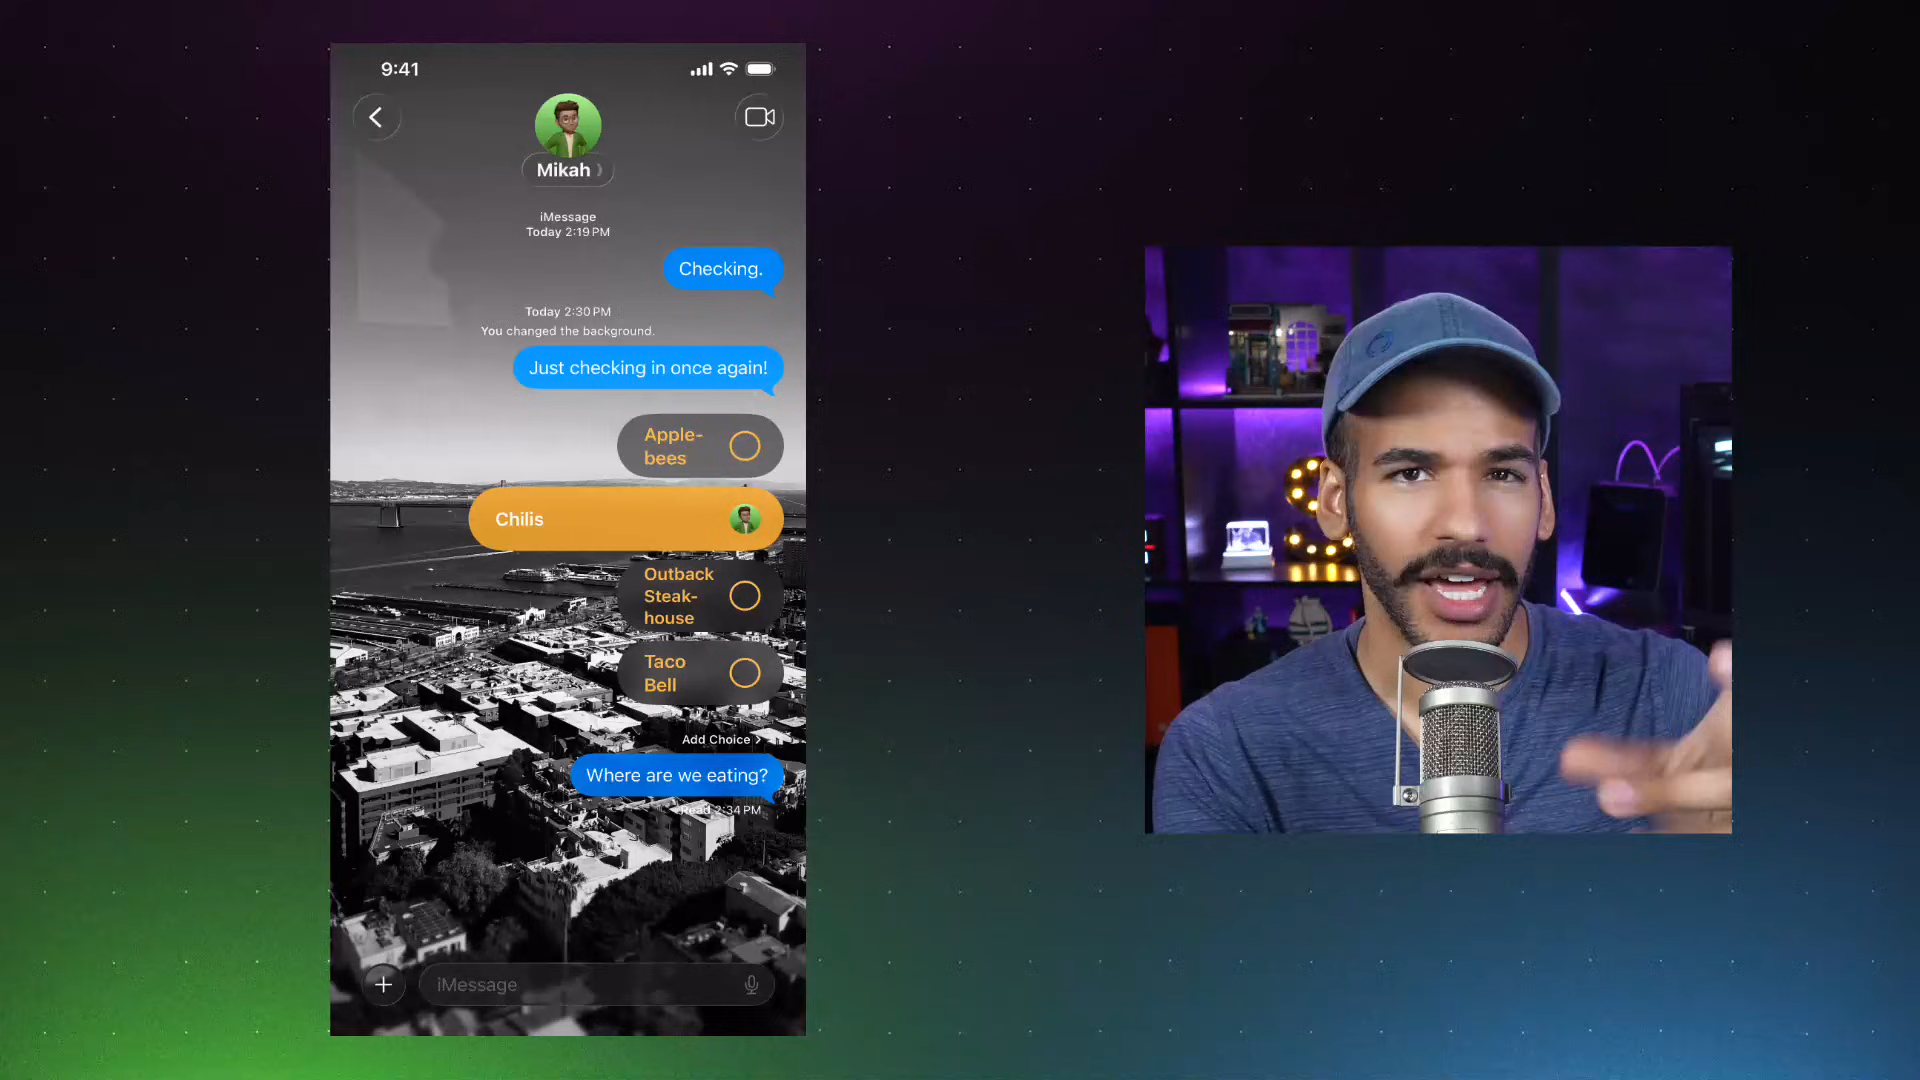 9:41
Mikah
iMessage
Today 2:19 PM
Checking.
Today 2:30 PM
You changed the background.
Just checking in once again!
Apple-
bees
Chilis
Outback
Steak-
house
Taco
Bell
Add Choice
Where are we eating?
Read 2:34 PM
iMessage